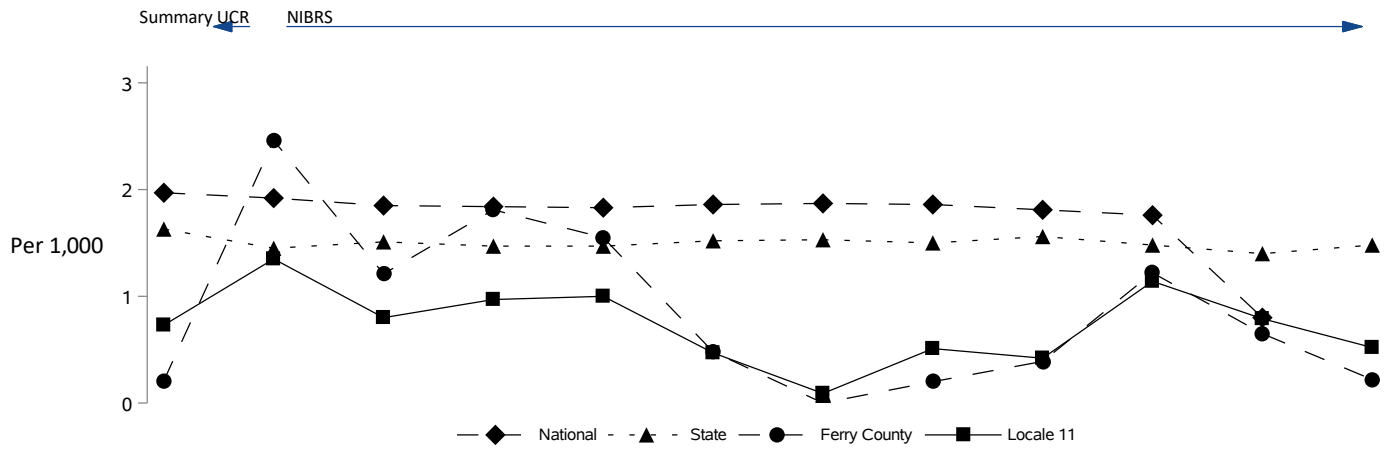 Summary UCR NIBRS
3
2
Per 1,000
1
0
National State Ferry County Locale 11